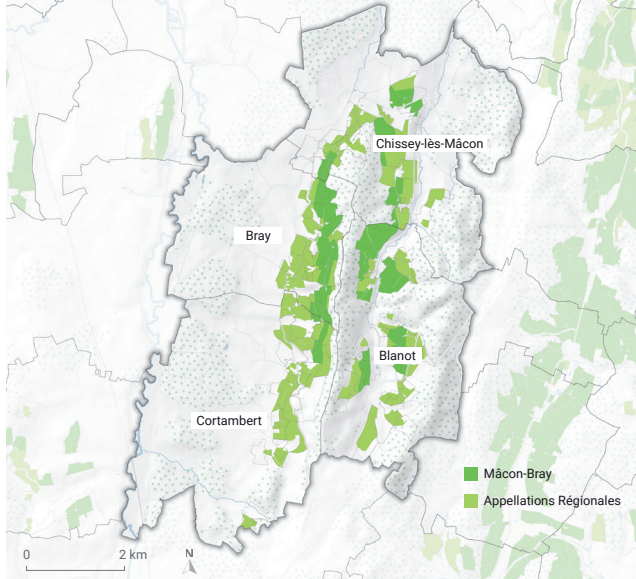 Chissey-lès-Mâcon
Bray
Blanot
Cortambert
Mâcon-Bray
Appellations Régionales
0 2 km
N